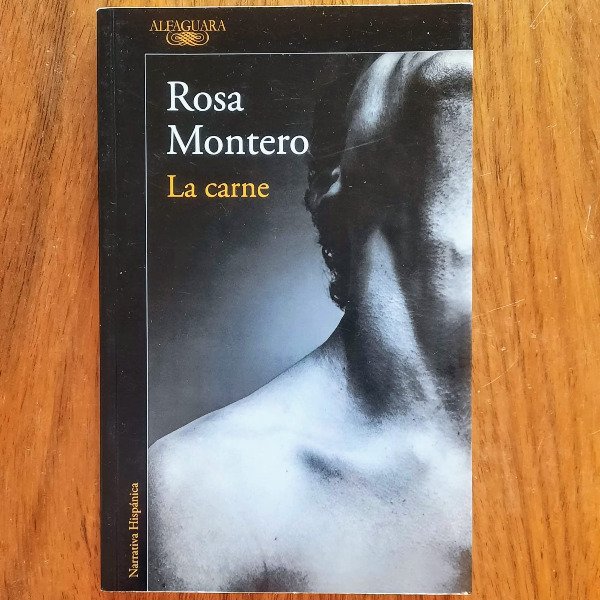 ALFAGUARA
Rosa
Montero
La carne
Narrativa Hispánica